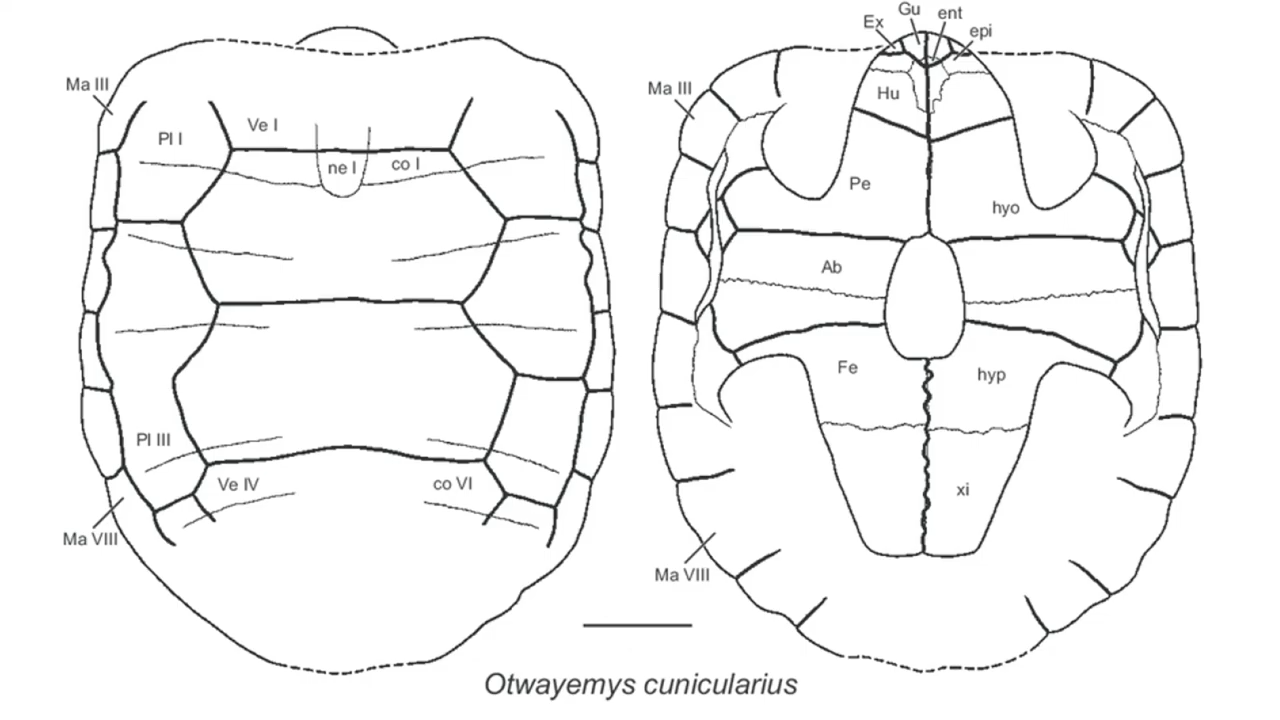 Ma III
Pl I
Ve I
ne I
co I
Pl III
Ve IV
co VI
Ma VIII
Gu
ent
Ex
epi
Ma III
Hu
Pe
hyo
Ab
Fe
hyp
xi
Ma VIII
Otwayemys cunicularius